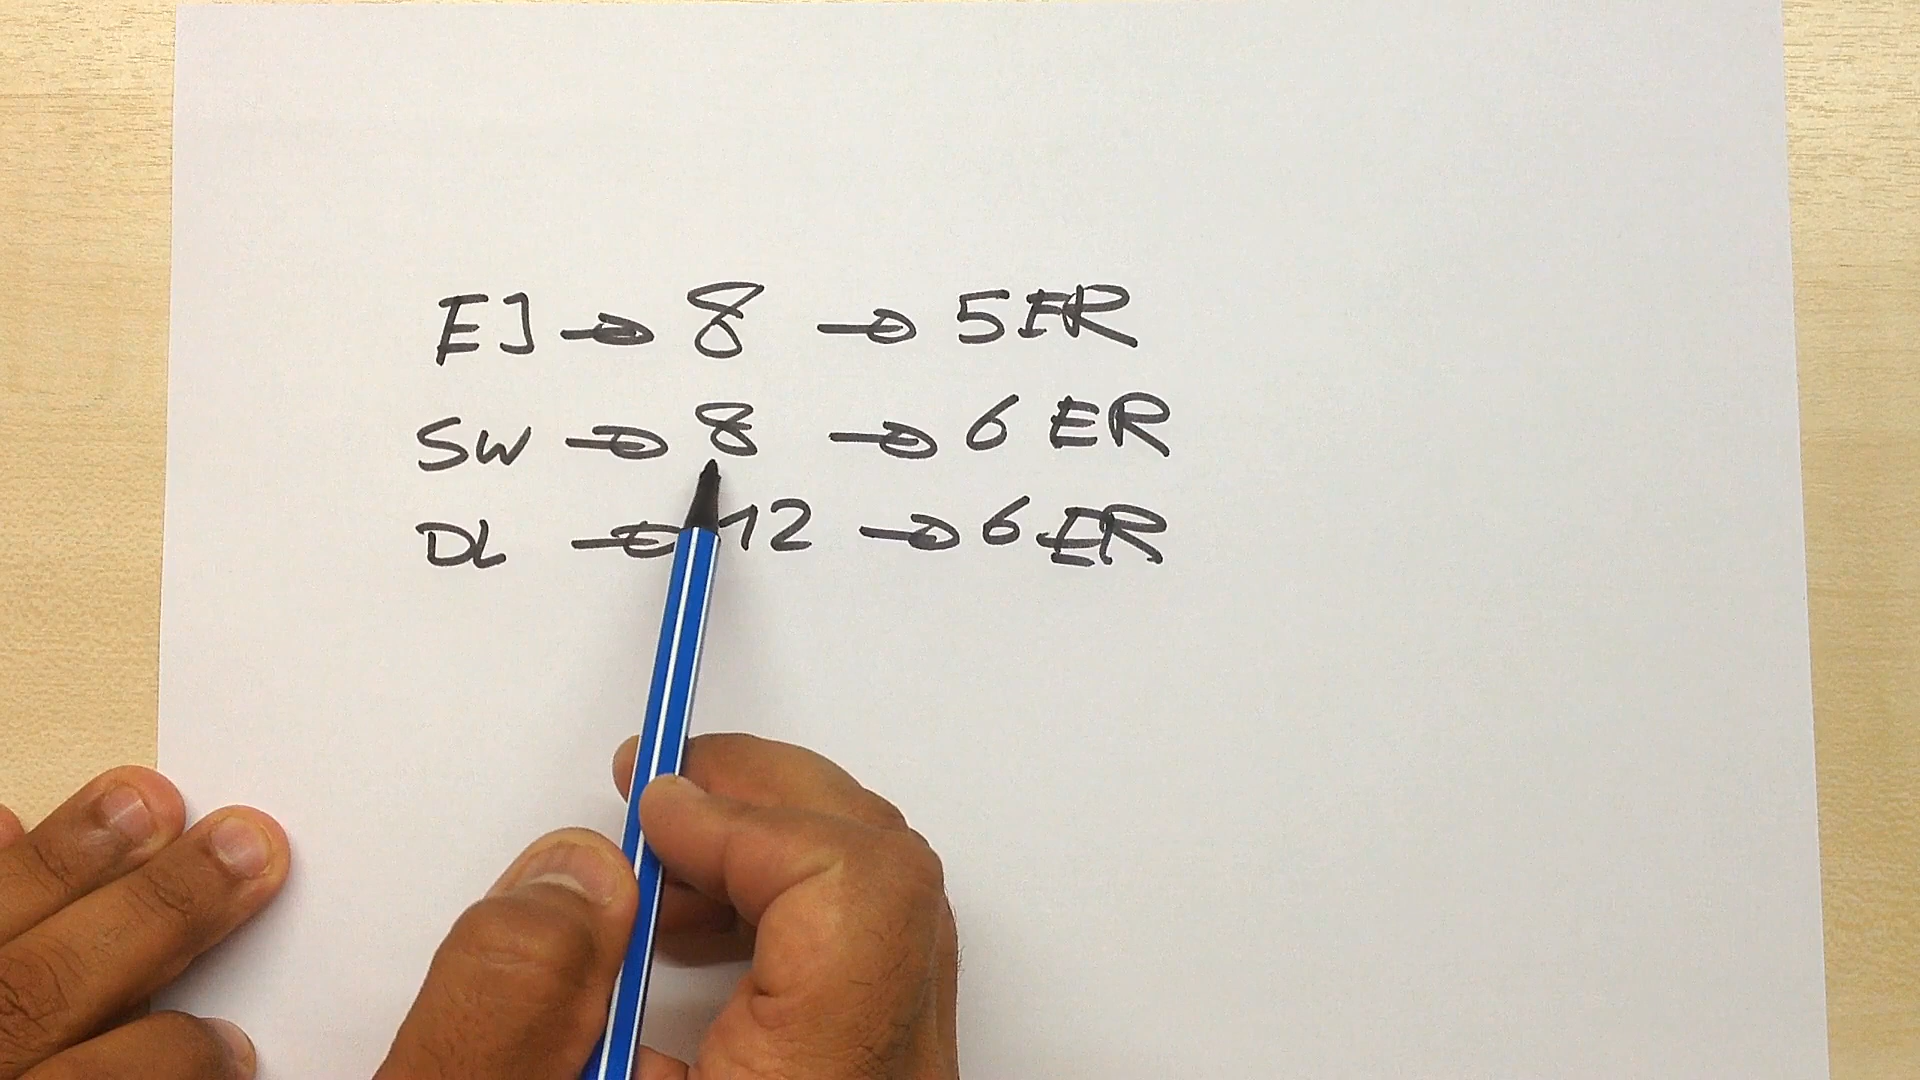 EJ → 8 → 5ER
SW → 8 → 6 ER
DL → 12 → 6 ER